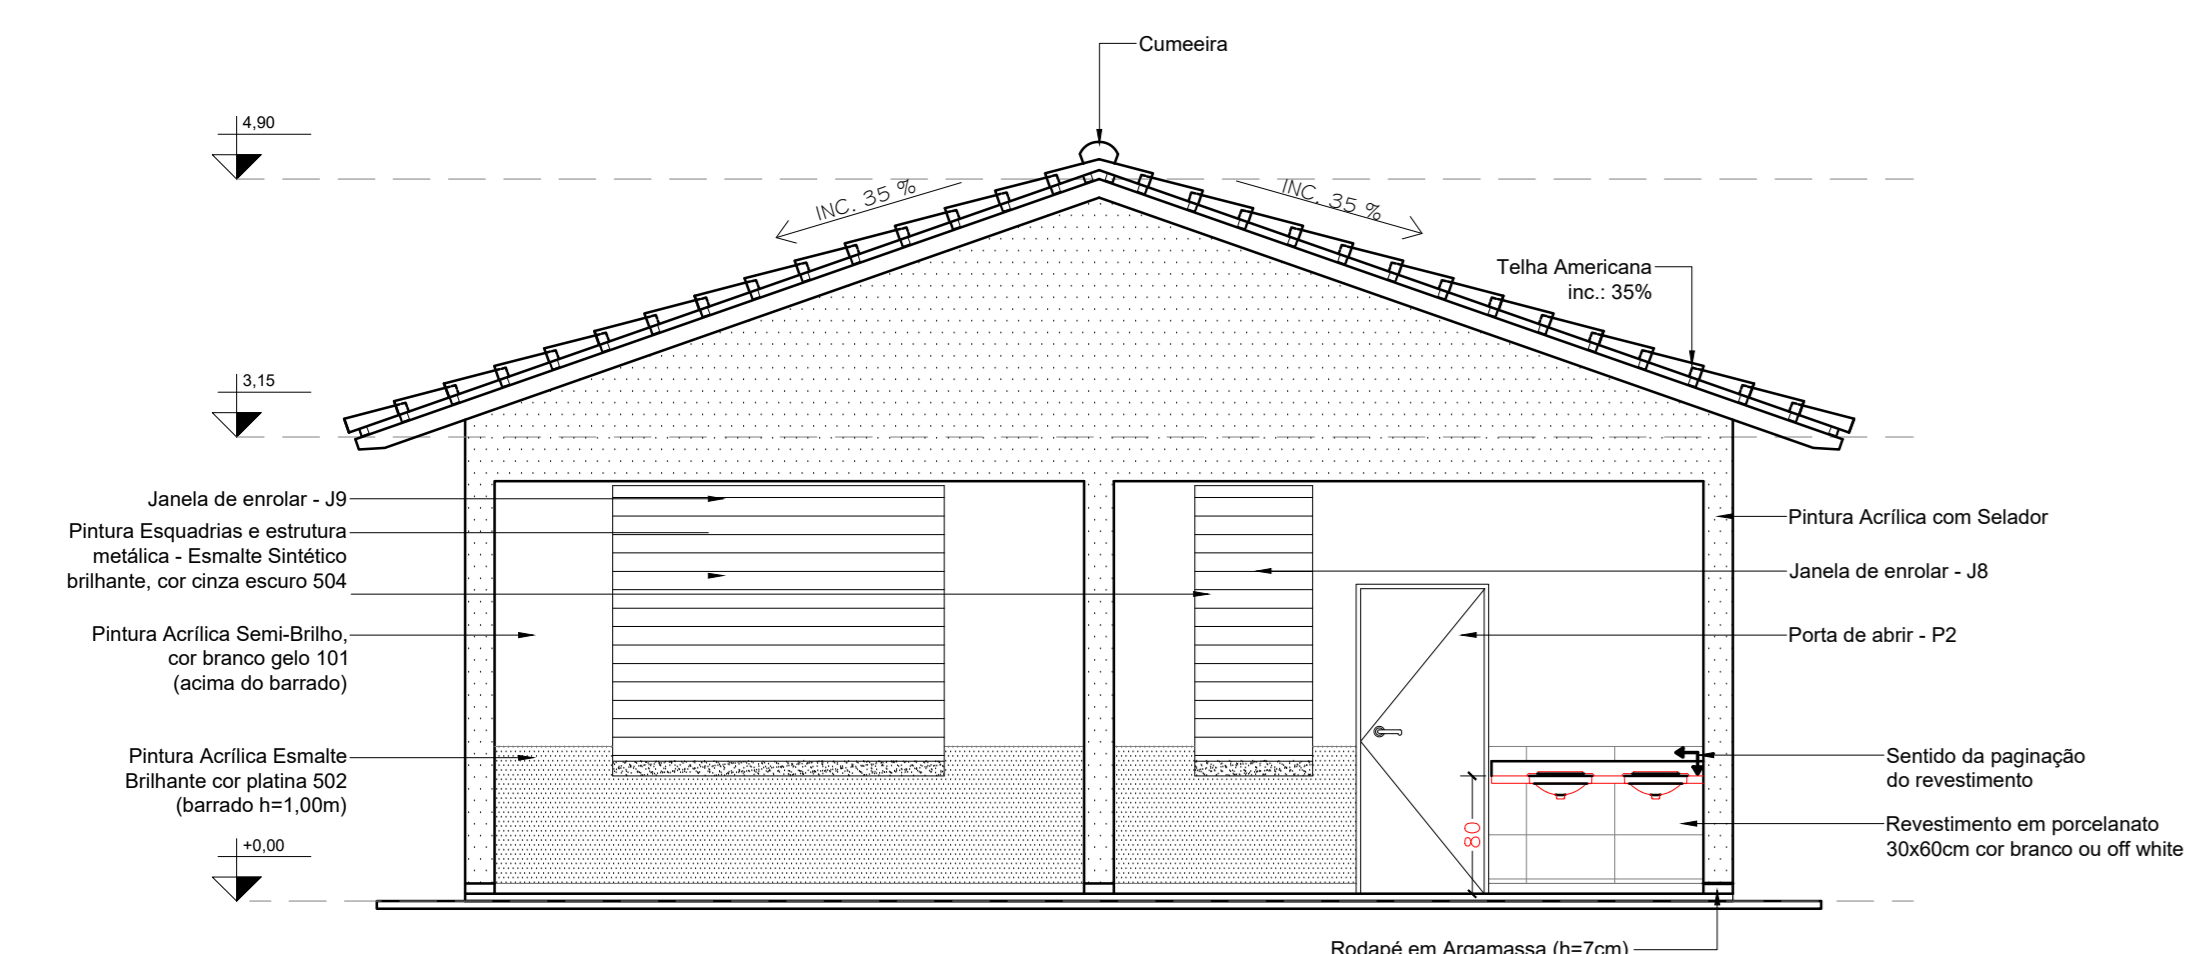 Cumeeira
4,90
INC. 35 %
INC. 35 %
Telha Americana
inc.: 35%
3,15
Janela de enrolar - J9
Pintura Esquadrias e estrutura
metálica - Esmalte Sintético
brilhante, cor cinza escuro 504
Pintura Acrílica Semi-Brilho,
cor branco gelo 101
(acima do barrado)
Pintura Acrílica Esmalte
Brilhante cor platina 502
(barrado h=1,00m)
+0,00
Pintura Acrílica com Selador
Janela de enrolar - J8
Porta de abrir - P2
Sentido da paginação
do revestimento
80
Revestimento em porcelanato
30x60cm cor branco ou off white
Rodapé em Argamassa (h=7cm)